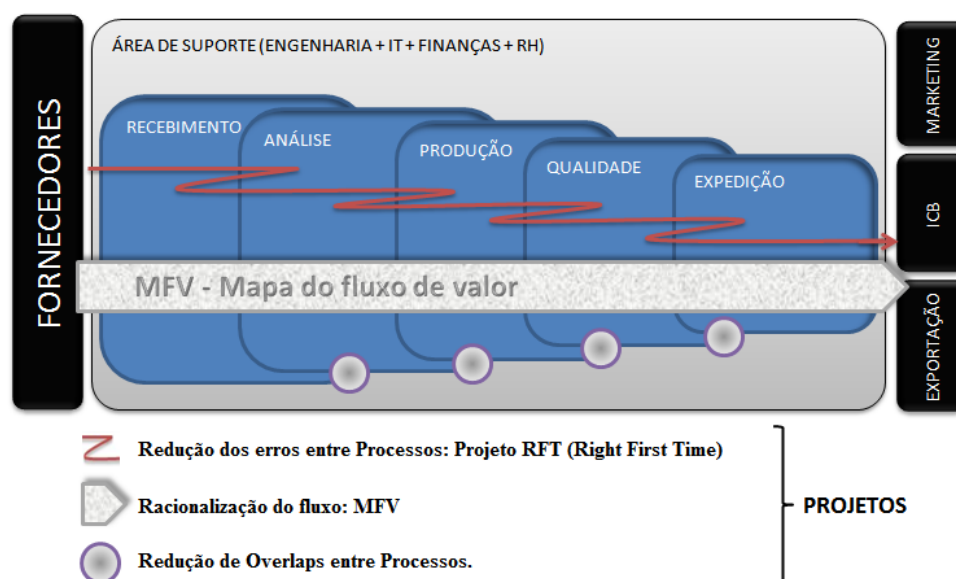 FORNECEDORES
ÁREA DE SUPORTE (ENGENHARIA + IT + FINANÇAS + RH)
RECEBIMENTO
ANÁLISE
PRODUÇÃO
QUALIDADE
EXPEDIÇÃO
MFV - Mapa do fluxo de valor
MARKETING
ICB
EXPORTAÇÃO
Redução dos erros entre Processos: Projeto RFT (Right First Time)
Racionalização do fluxo: MFV
Redução de Overlaps entre Processos.
PROJETOS